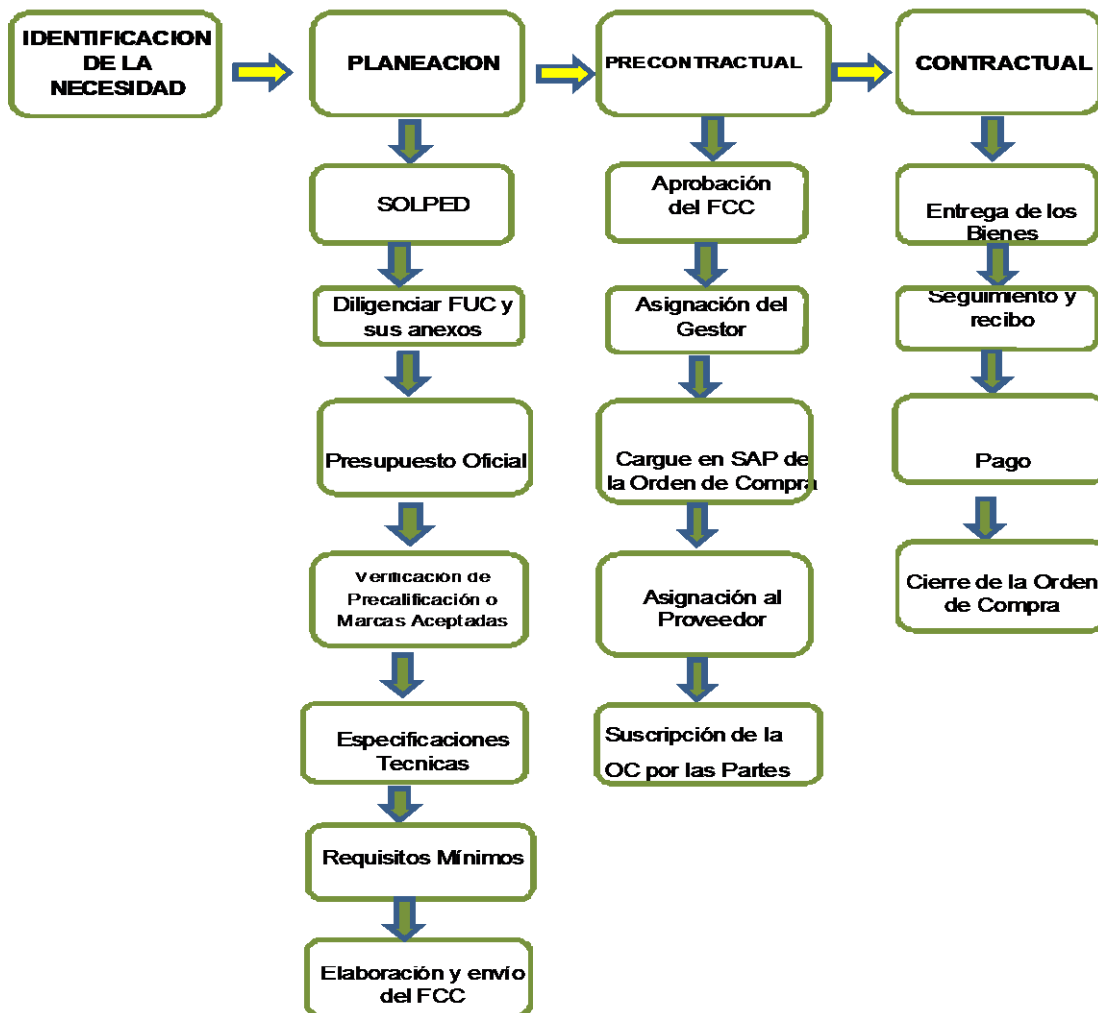 IDENTIFICACION
DE LA
NECESIDAD
PLANEACION
PRECONTRACTUAL
CONTRACTUAL
SOLPED
Diligenciar FUC y
sus anexos
Presupuesto Oficial
Verificación de
Precalificación o
Marcas Aceptadas
Especificaciones
Tecnicas
Requisitos Mínimos
Elaboración y envío
del FCC
Aprobación
del FCC
Asignación del
Gestor
Cargue en SAP de
la Orden de Compra
Asignación al
Proveedor
Suscripción de la
OC por las Partes
Entrega de los
Bienes
Seguimiento y
recibo
Pago
Cierre de la Orden
de Compra